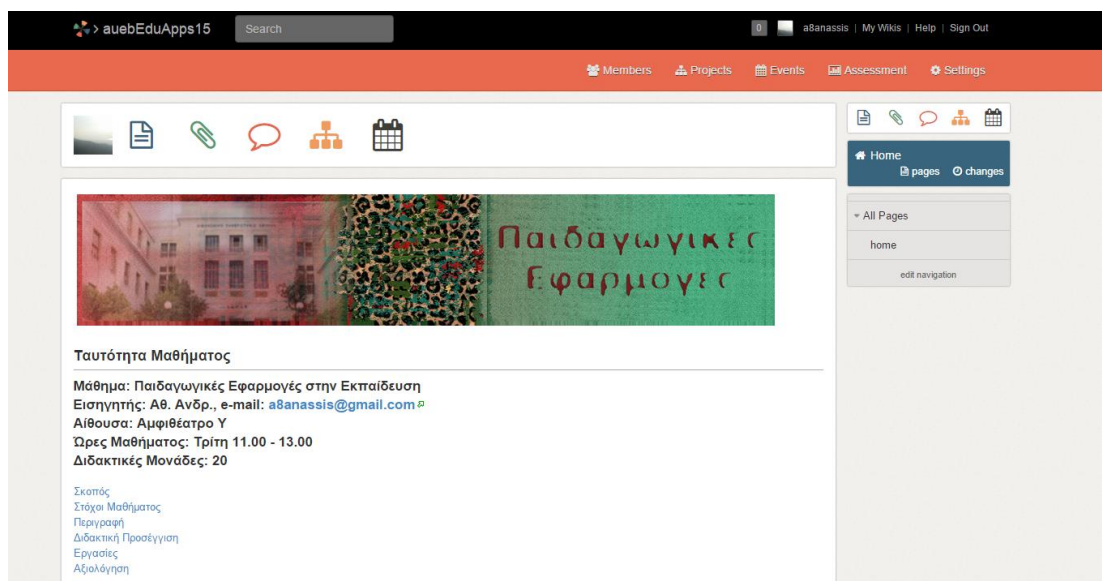 > auebEduApps15
Search
0
a8anassis | My Wikis | Help | Sign Out
Members
Projects
Events
Assessment
Settings
Home
pages
changes
All Pages
home
edit navigation
Παιδαγωγικες
Εφαρμογες
Ταυτότητα Μαθήματος
Μάθημα: Παιδαγωγικές Εφαρμογές στην Εκπαίδευση
Εισηγητής: Αθ. Ανδρ., e-mail: a8anassis@gmail.com
Αίθουσα: Αμφιθέατρο Υ
Ώρες Μαθήματος: Τρίτη 11.00 - 13.00
Διδακτικές Μονάδες: 20
Σκοπός
Στόχοι Μαθήματος
Περιγραφή
Διδακτική Προσέγγιση
Εργασίες
Αξιολόγηση